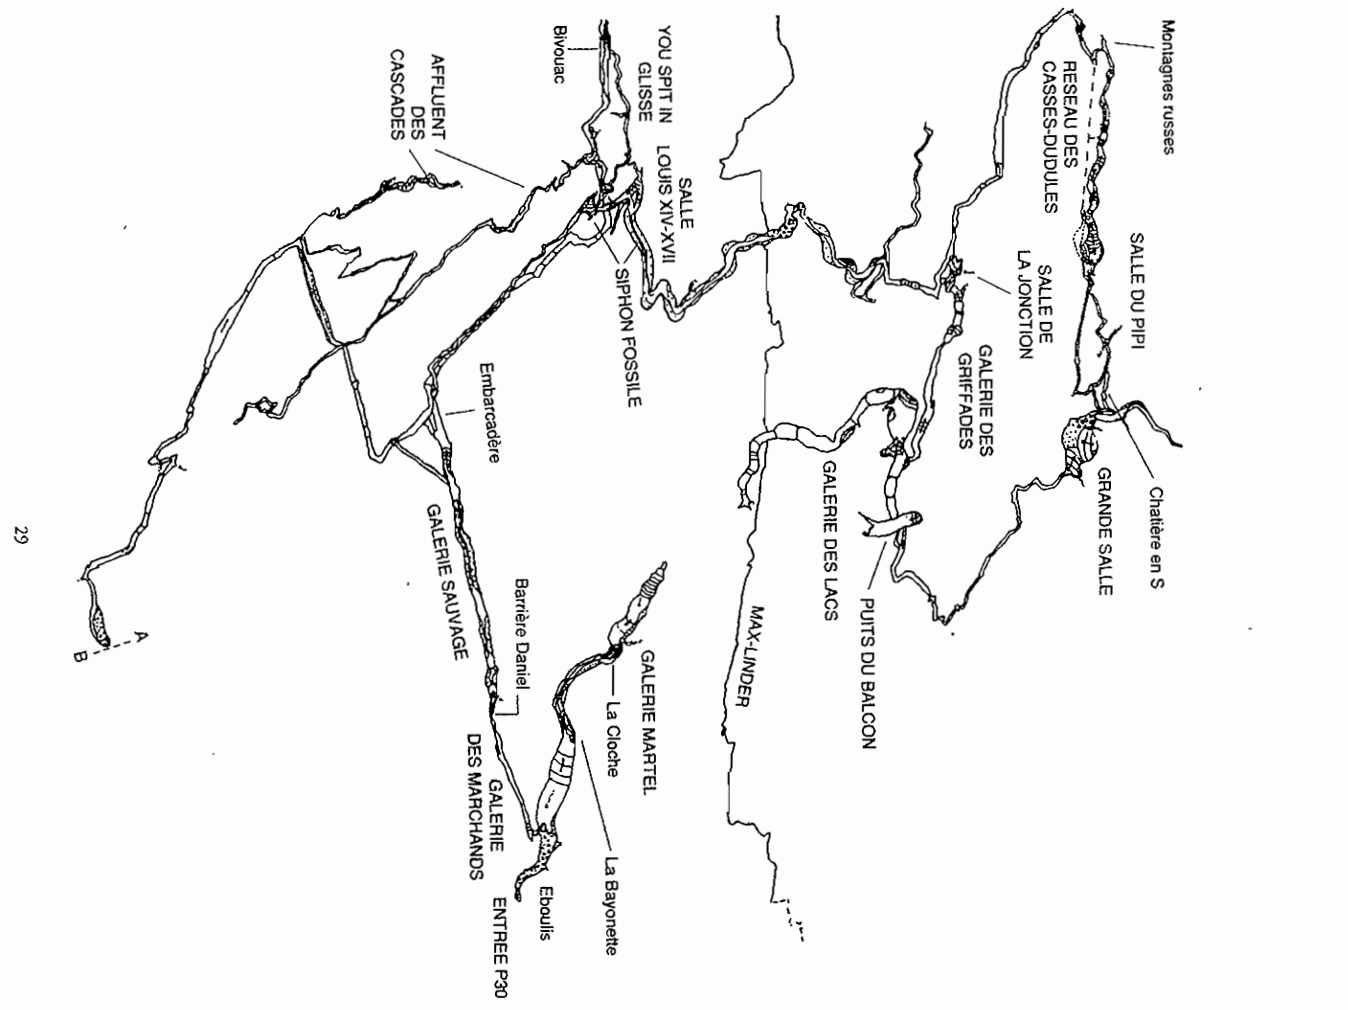 Montagnes russes
RESEAU DES
CASSES-DUDULES
SALLE DU PIPI
SALLE DE
LA JONCTION
Chatière en S
GRANDE SALLE
GALERIE DES
GRIFFADES
PUITS DU BALCON
GALERIE DES LACS
MAX-LINDER
YOU SPIT IN
GLISSE
SALLE
LOUIS XIV-XVII
SIPHON FOSSILE
Bivouac
AFFLUENT
DES
CASCADES
Embarcadère
GALERIE SAUVAGE
Barrière Daniel
GALERIE MARTEL
La Cloche
La Bayonette
GALERIE
DES MARCHANDS
Eboulis
ENTREE P30
A
B
29